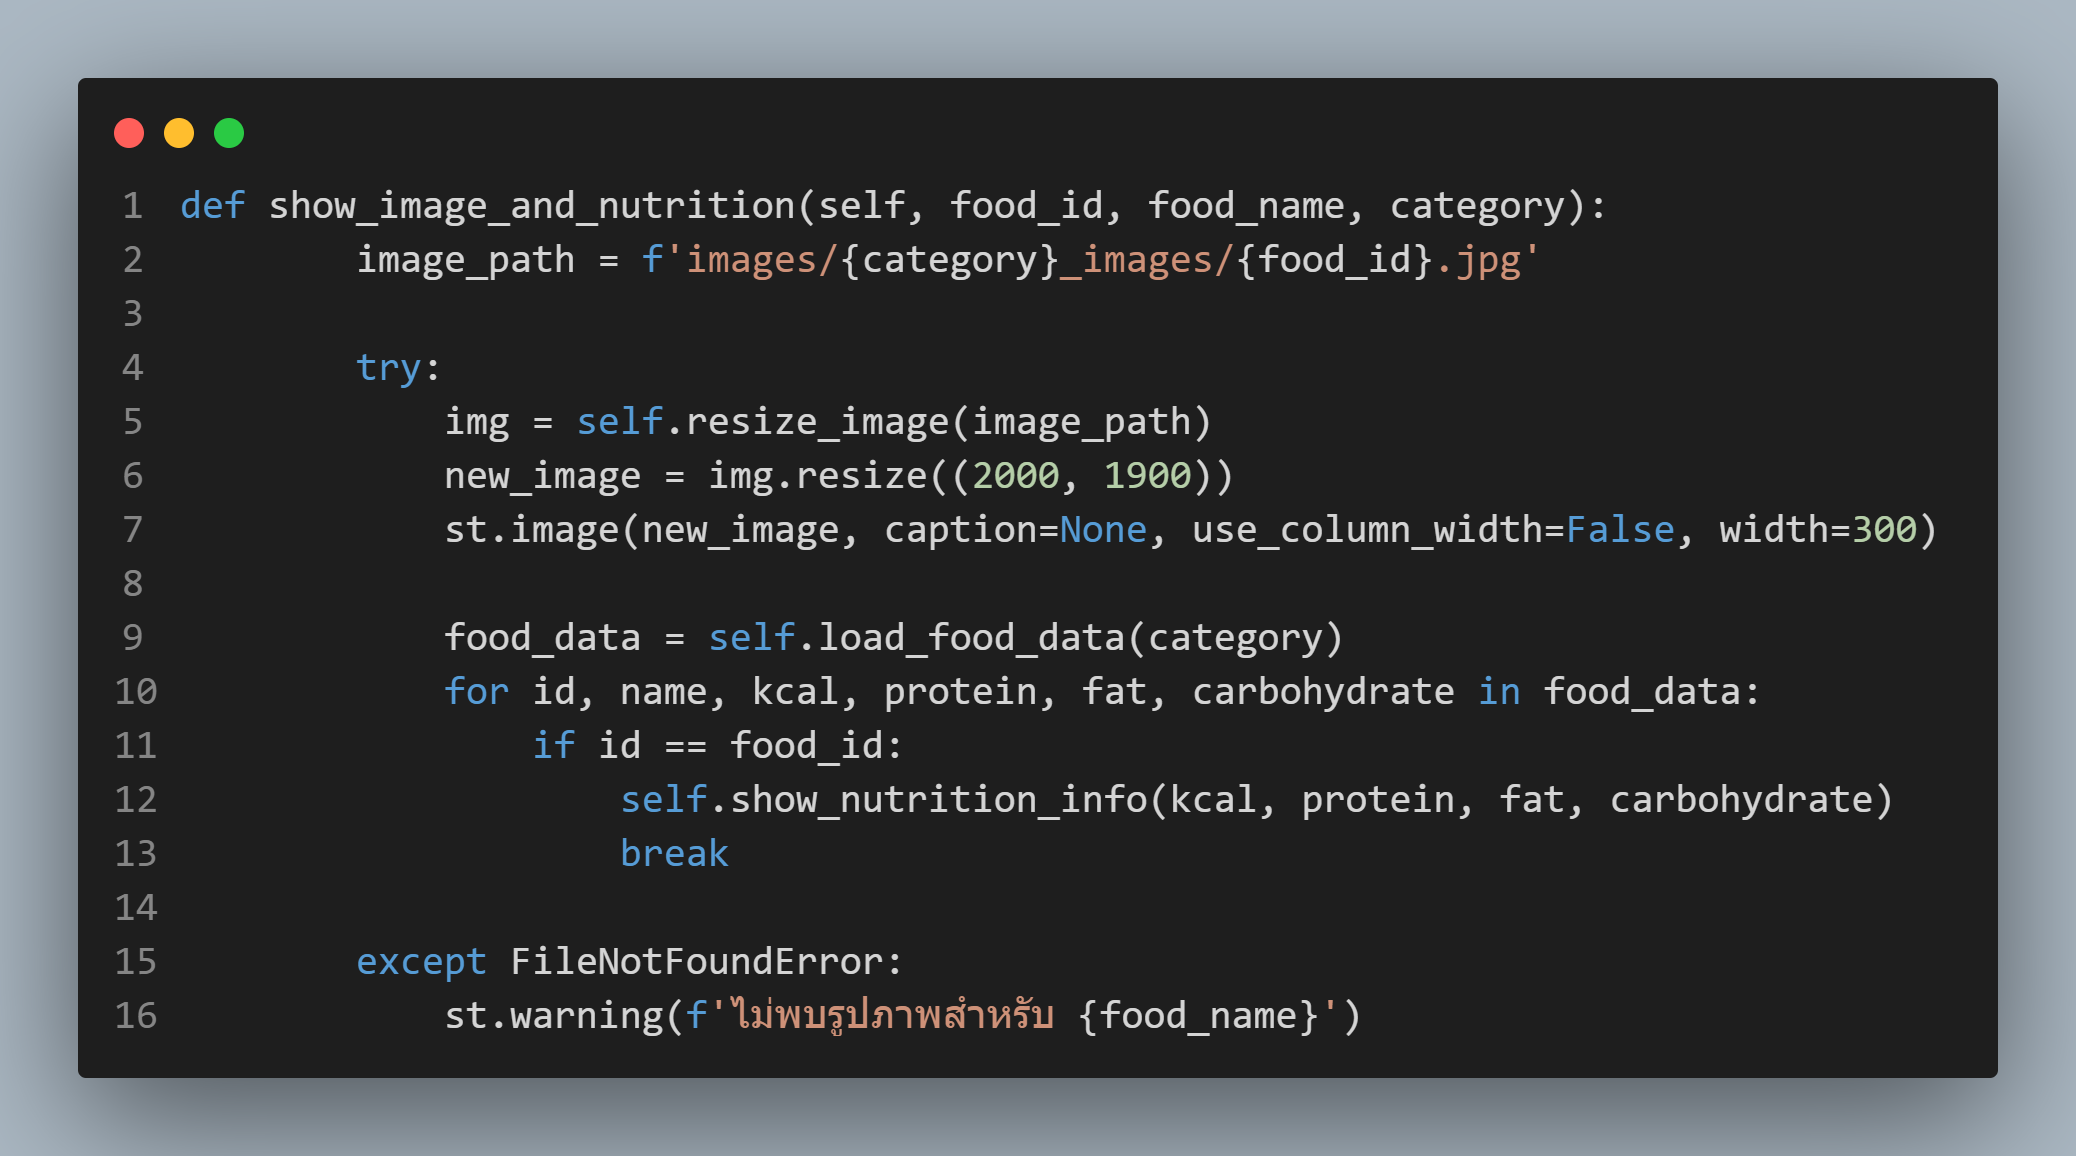 1 def show_image_and_nutrition(self, food_id, food_name, category):
2         image_path = f'images/{category}_images/{food_id}.jpg'
3
4         try:
5             img = self.resize_image(image_path)
6             new_image = img.resize((2000, 1900))
7             st.image(new_image, caption=None, use_column_width=False, width=300)
8
9             food_data = self.load_food_data(category)
10             for id, name, kcal, protein, fat, carbohydrate in food_data:
11                 if id == food_id:
12                     self.show_nutrition_info(kcal, protein, fat, carbohydrate)
13                     break
14
15         except FileNotFoundError:
16             st.warning(f'ไม่พบรูปภาพสำหรับ {food_name}')